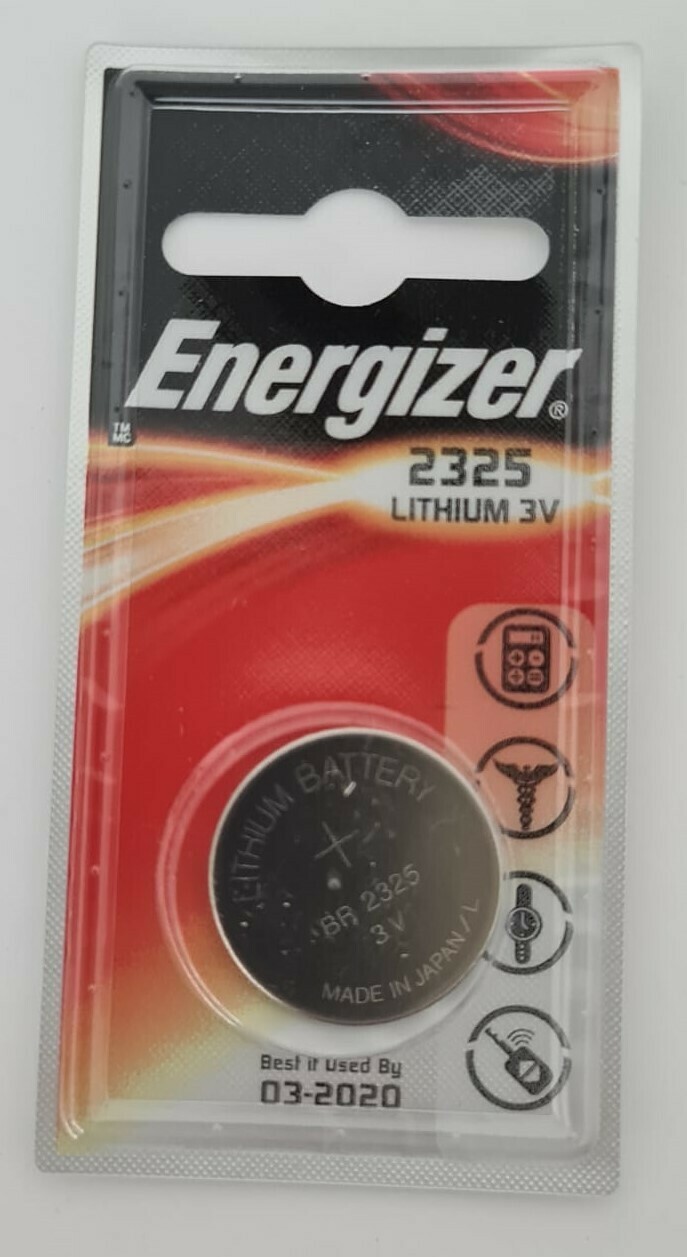 Energizer®
TM
MC
2325
LITHIUM 3V
LITHIUM BATTERY
+
BR 2325
3 V
MADE IN JAPAN/L
Best if Used By
03-2020